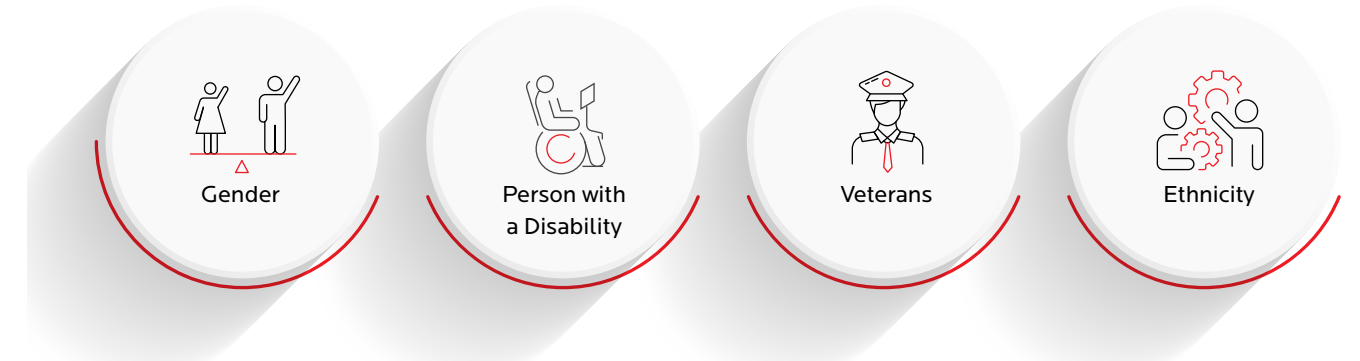 Gender
Person with
a Disability
Veterans
Ethnicity